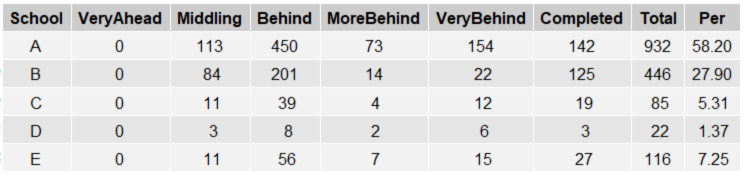 School VeryAhead Middling Behind MoreBehind VeryBehind Completed Total Per
A 0 113 450 73 154 142 932 58.20
B 0 84 201 14 22 125 446 27.90
C 0 11 39 4 12 19 85 5.31
D 0 3 8 2 6 3 22 1.37
E 0 11 56 7 15 27 116 7.25